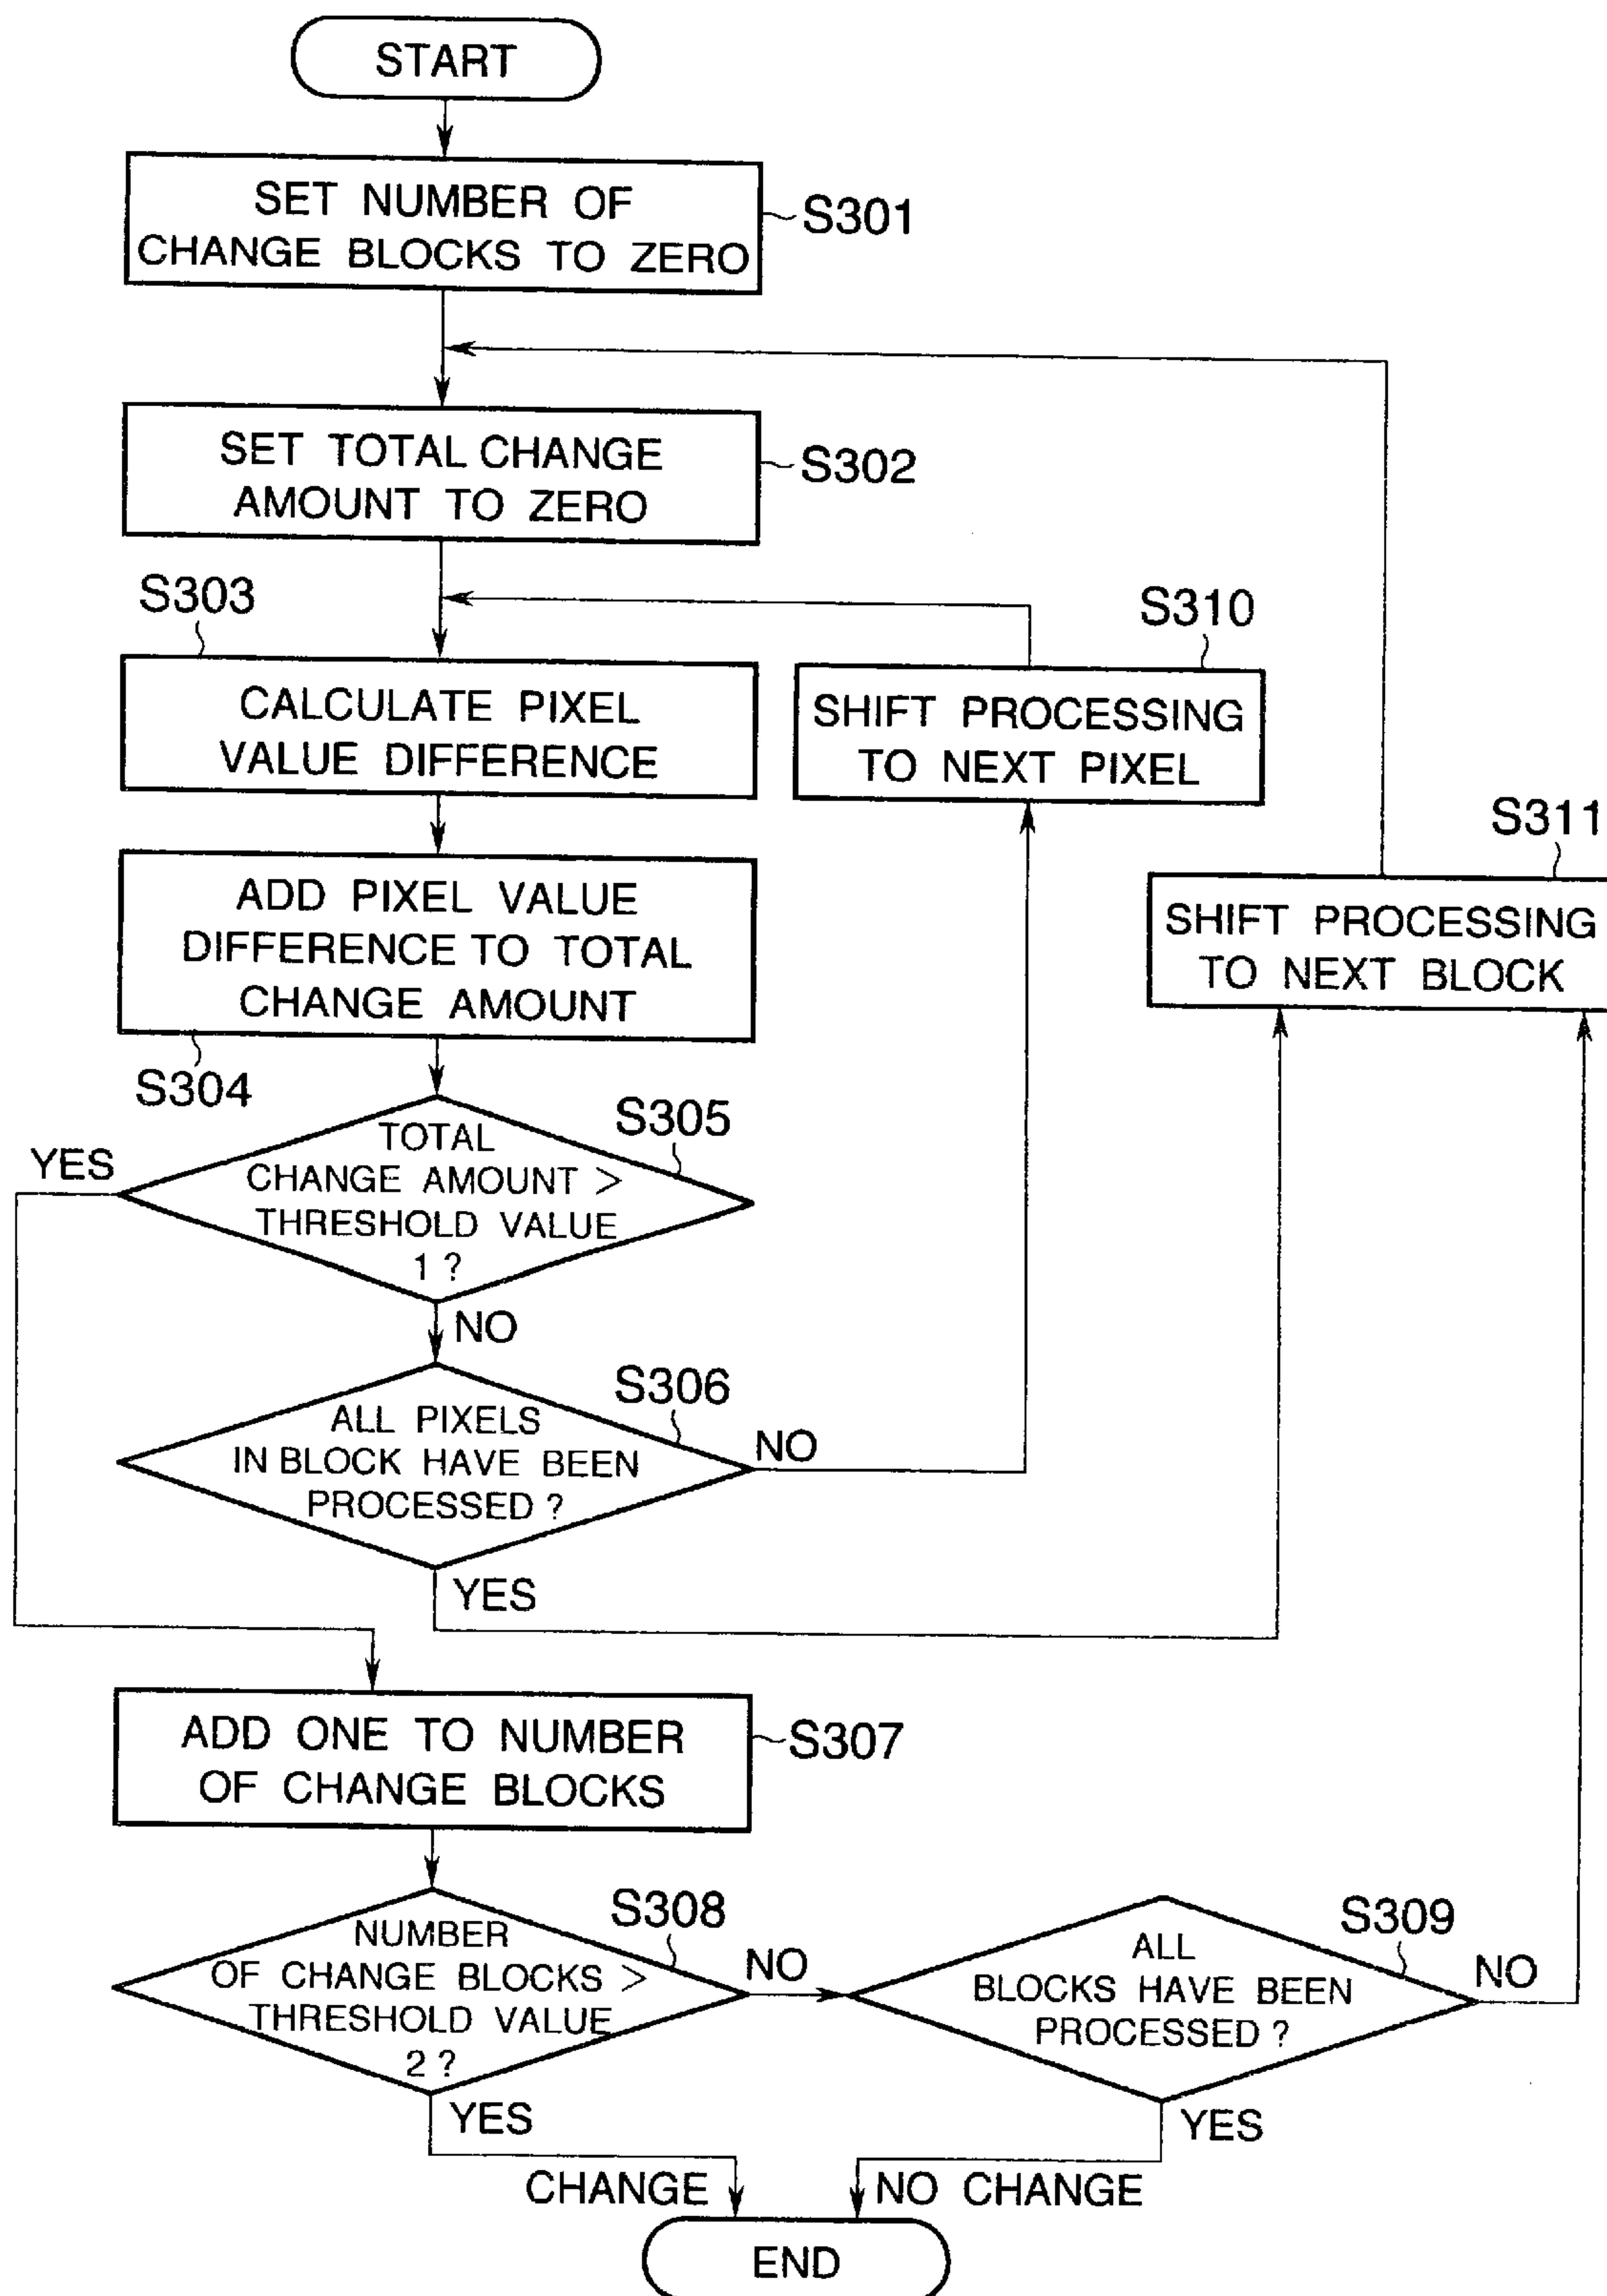 START
SET NUMBER OF
CHANGE BLOCKS TO ZERO
S301
SET TOTAL CHANGE
AMOUNT TO ZERO
S302
S303
CALCULATE PIXEL
VALUE DIFFERENCE
S310
SHIFT PROCESSING
TO NEXT PIXEL
S311
SHIFT PROCESSING
TO NEXT BLOCK
ADD PIXEL VALUE
DIFFERENCE TO TOTAL
CHANGE AMOUNT
S304
S305
TOTAL
CHANGE AMOUNT >
THRESHOLD VALUE
1 ?
YES
NO
S306
ALL PIXELS
IN BLOCK HAVE BEEN
PROCESSED ?
NO
YES
ADD ONE TO NUMBER
OF CHANGE BLOCKS
S307
S308
NUMBER
OF CHANGE BLOCKS >
THRESHOLD VALUE
2 ?
NO
S309
ALL
BLOCKS HAVE BEEN
PROCESSED ?
NO
YES
YES
CHANGE
NO CHANGE
END